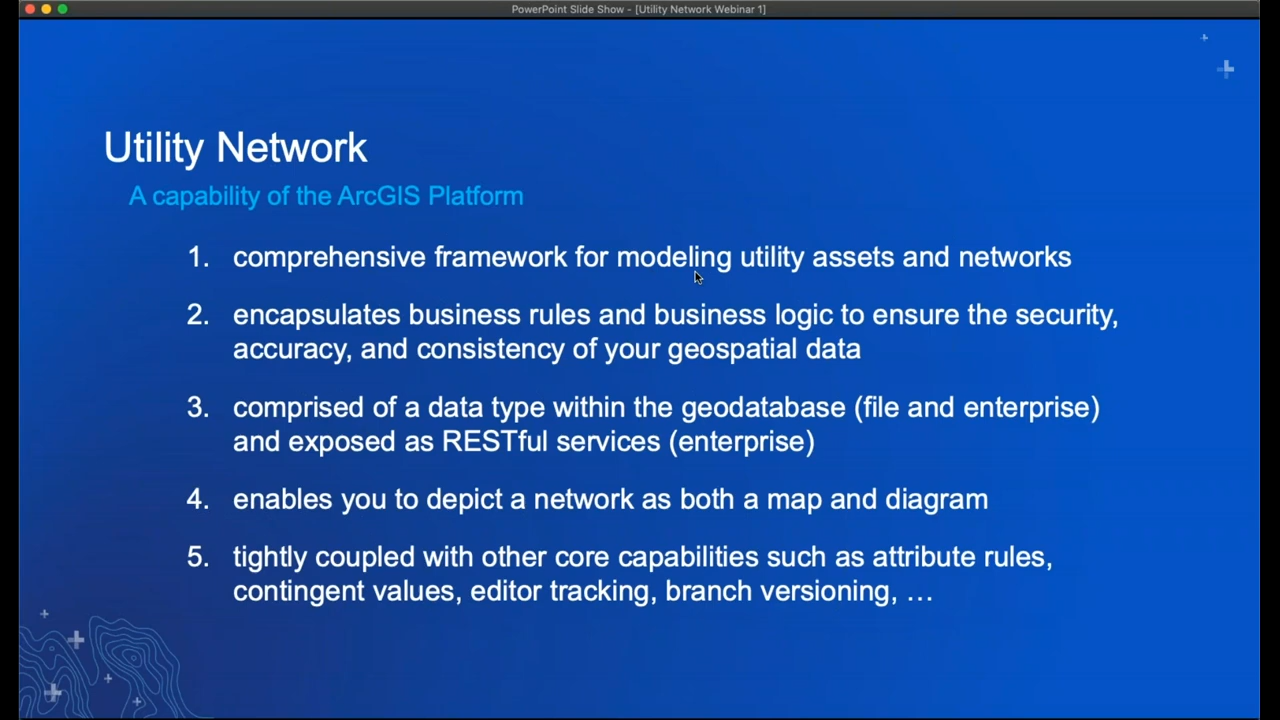 PowerPoint Slide Show - [Utility Network Webinar 1]
Utility Network
A capability of the ArcGIS Platform
1. comprehensive framework for modeling utility assets and networks
2. encapsulates business rules and business logic to ensure the security,
accuracy, and consistency of your geospatial data
3. comprised of a data type within the geodatabase (file and enterprise)
and exposed as RESTful services (enterprise)
4. enables you to depict a network as both a map and diagram
5. tightly coupled with other core capabilities such as attribute rules,
contingent values, editor tracking, branch versioning, …